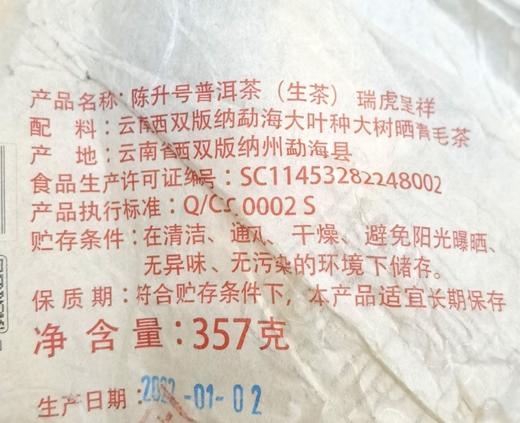 产品名称: 陈升号普洱茶（生茶）瑞虎呈祥
配 料: 云南西双版纳勐海大叶种大树晒青毛茶
产 地: 云南省西双版纳州勐海县
食品生产许可证编号: SC11453282248002
产品执行标准: Q/CS 0002 S
贮存条件: 在清洁、通风、干燥、避免阳光曝晒、
无异味、无污染的环境下储存。
保 质 期: 符合贮存条件下，本产品适宜长期保存
净 含 量: 357克
生产日期: 2022-01-02